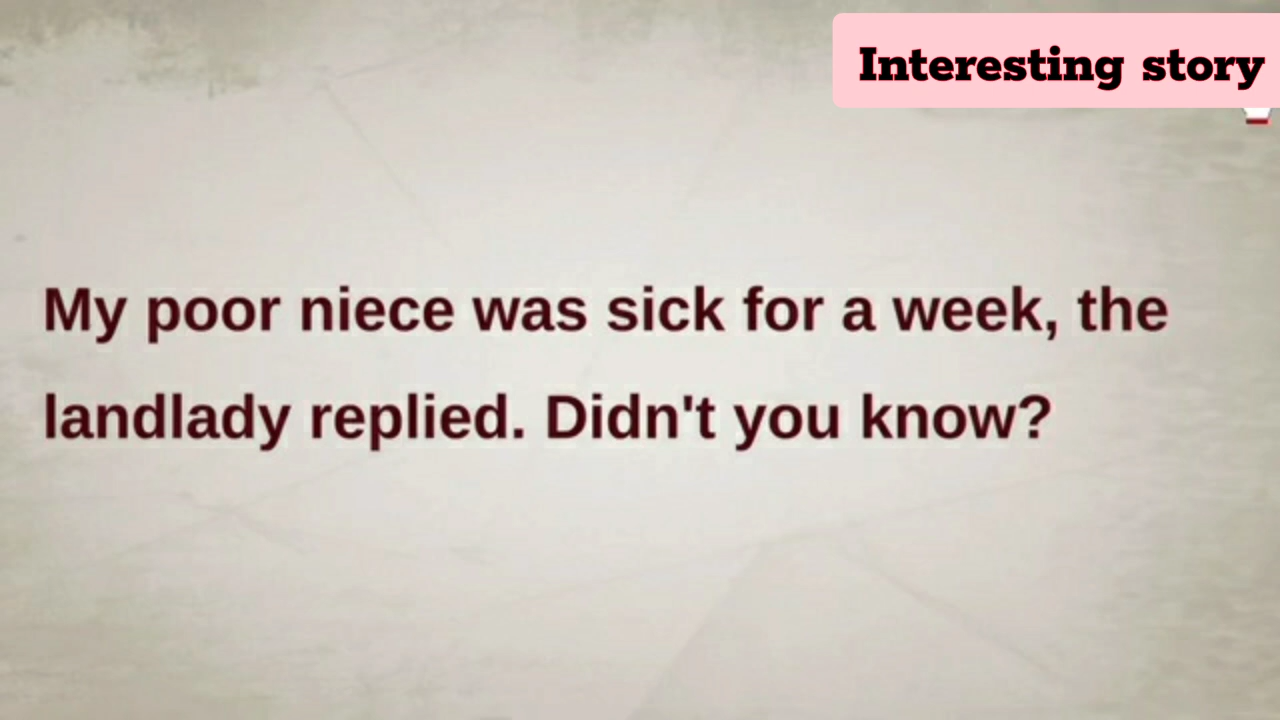 Interesting story
My poor niece was sick for a week, the
landlady replied. Didn't you know?